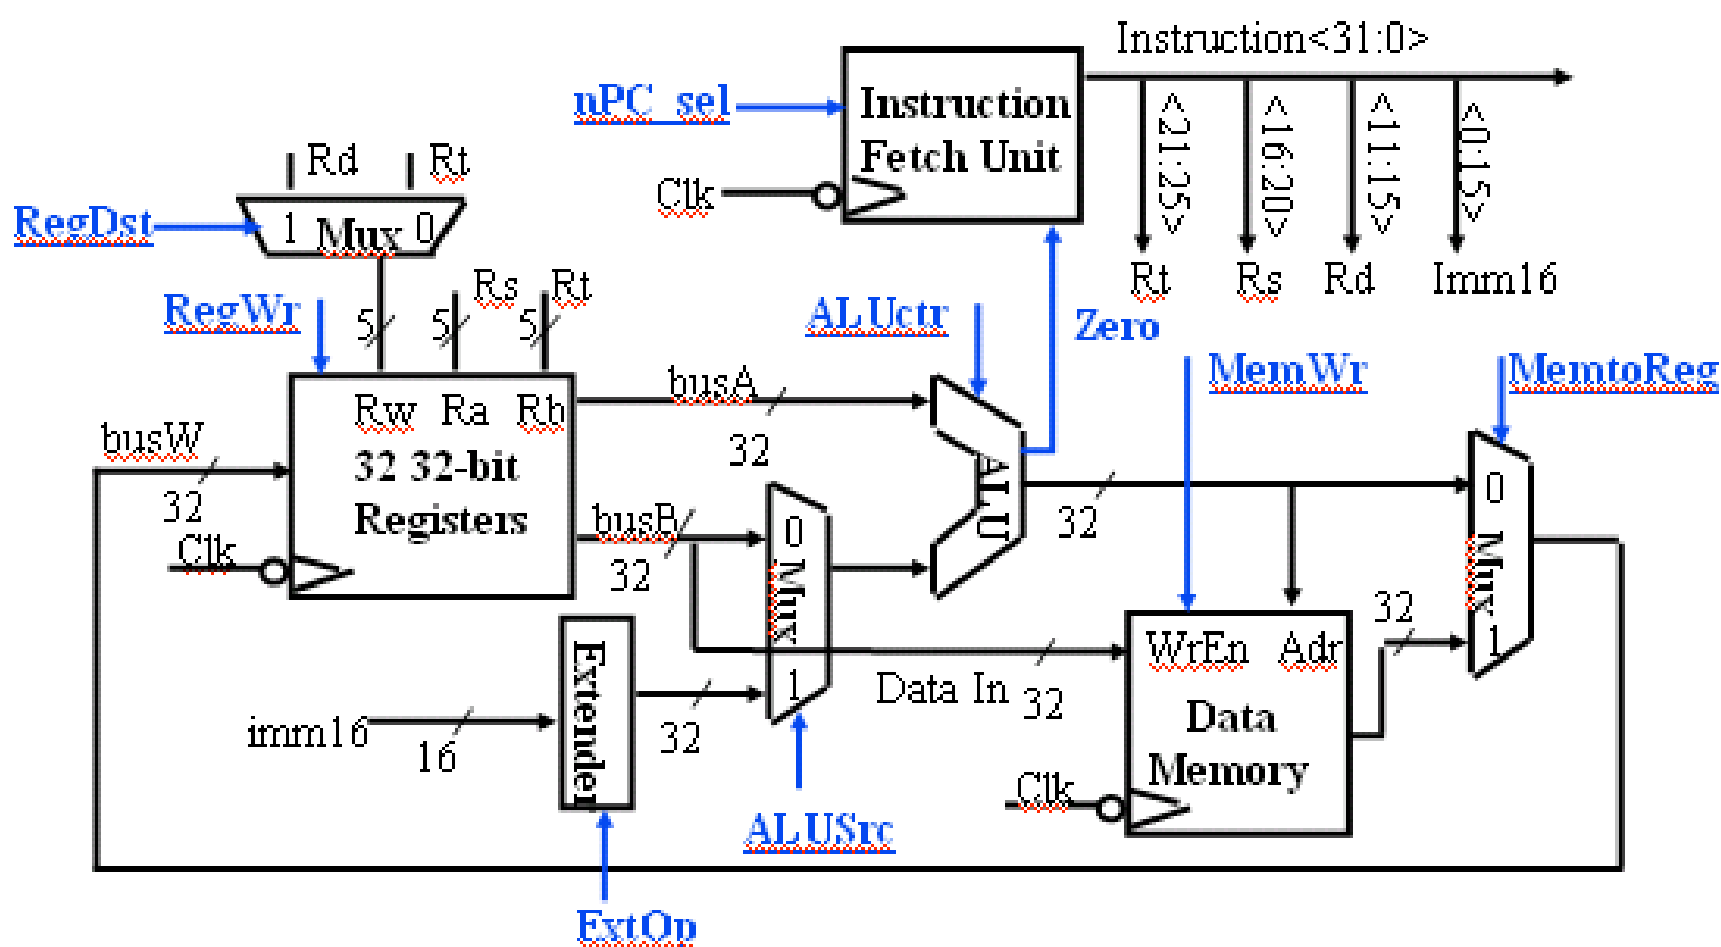 Instruction<31:0>
nPC_sel
Instruction
Fetch Unit
Clk
<21:25>
<16:20>
<11:15>
<0:15>
Rt
Rs
Rd
Imm16
Rd
Rt
RegDst
1 Mux 0
RegWr
5
5
5
Rs
Rt
ALUctr
Zero
MemWr
MemtoReg
busA
32
Rw Ra Rb
32 32-bit
Registers
busW
32
Clk
busB
32
0
Mux
1
ALU
32
0
Mux
1
32
WrEn Adr
Data
Memory
Clk
Data In
32
Extender
imm16
16
32
ALUSrc
ExtOp